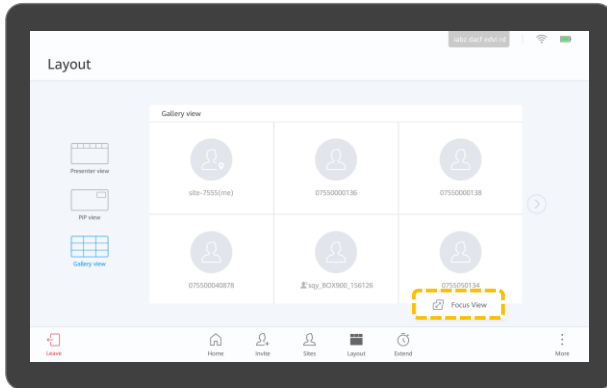 Layout
Gallery view
Presenter view
PIP view
Gallery view
site-7555(me)
07550000136
07550000138
075500040878
sqy_BOX900_156126
0755050134
Focus View
Leave
Home
Invite
Sites
Layout
Extend
More